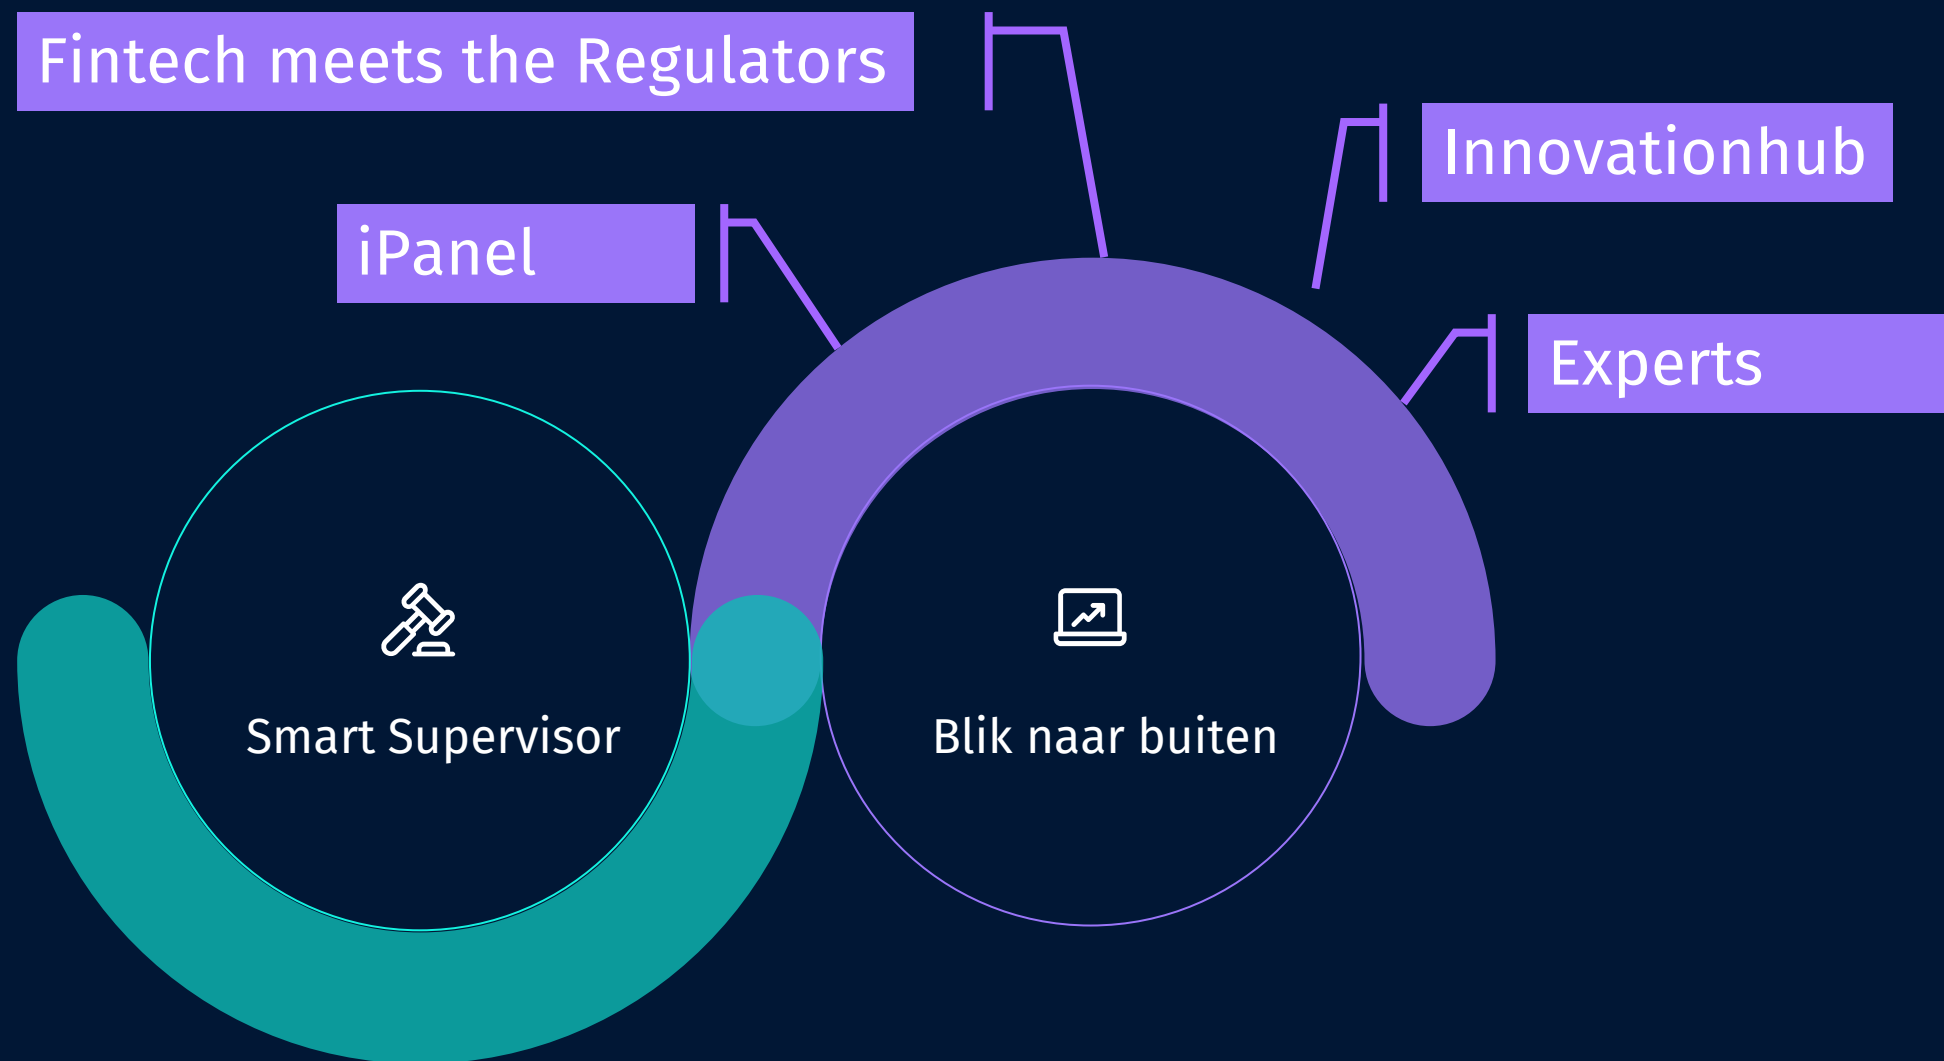 Fintech meets the Regulators
Innovationhub
iPanel
Experts
Smart Supervisor
Blik naar buiten